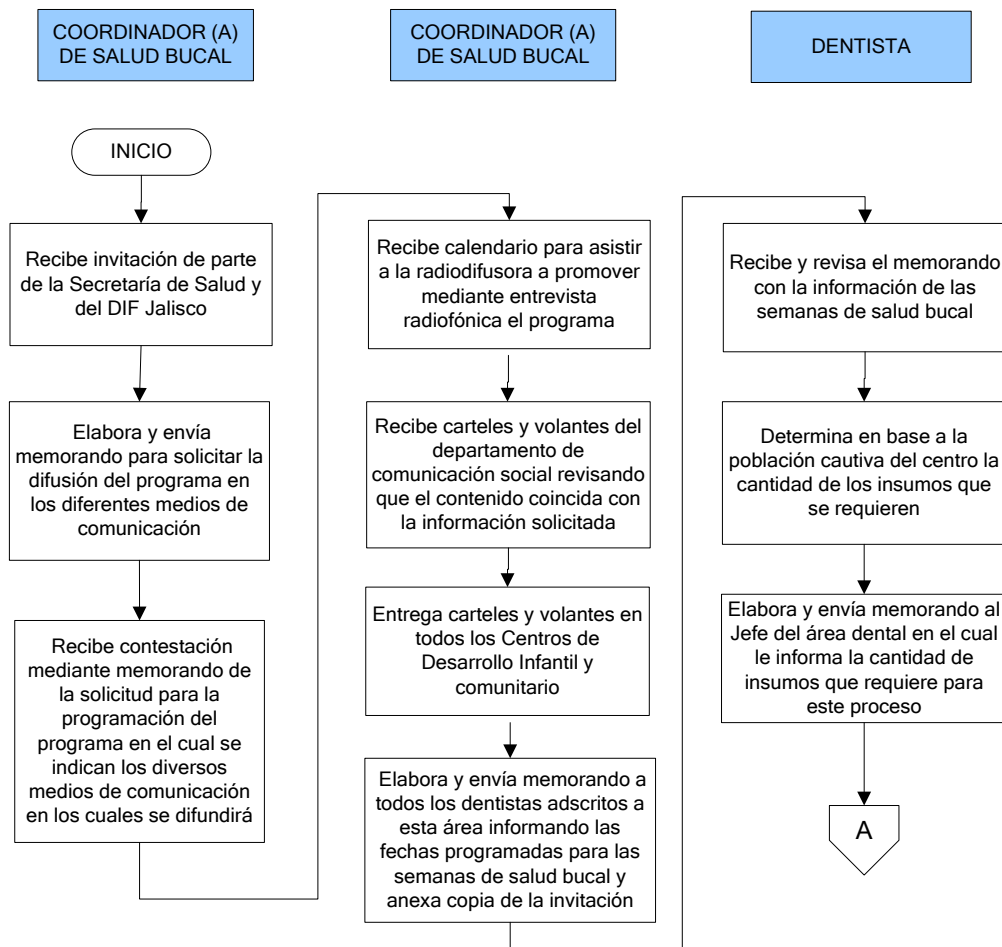 COORDINADOR (A)
DE SALUD BUCAL
COORDINADOR (A)
DE SALUD BUCAL
DENTISTA
INICIO
Recibe invitación de parte
de la Secretaría de Salud y
del DIF Jalisco
Elabora y envía
memorando para solicitar la
difusión del programa en
los diferentes medios de
comunicación
Recibe contestación
mediante memorando de
la solicitud para la
programación del
programa en el cual se
indican los diversos
medios de comunicación
en los cuales se difundirá
Recibe calendario para asistir
a la radiodifusora a promover
mediante entrevista
radiofónica el programa
Recibe carteles y volantes del
departamento de
comunicación social revisando
que el contenido coincida con
la información solicitada
Entrega carteles y volantes en
todos los Centros de
Desarrollo Infantil y
comunitario
Elabora y envía memorando a
todos los dentistas adscritos a
esta área informando las
fechas programadas para las
semanas de salud bucal y
anexa copia de la invitación
Recibe y revisa el memorando
con la información de las
semanas de salud bucal
Determina en base a la
población cautiva del centro la
cantidad de los insumos que
se requieren
Elabora y envía memorando al
Jefe del área dental en el cual
le informa la cantidad de
insumos que requiere para
este proceso
A